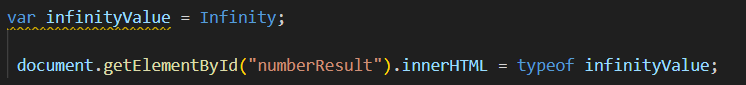 var infinityValue = Infinity;
document.getElementById("numberResult").innerHTML = typeof infinityValue;